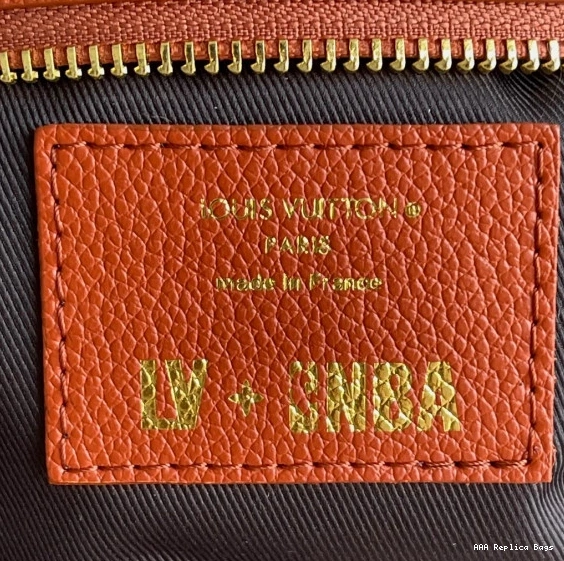 LOUIS VUITTON ®
PARIS
made in France
LV + NBA
AAA Replica Bags